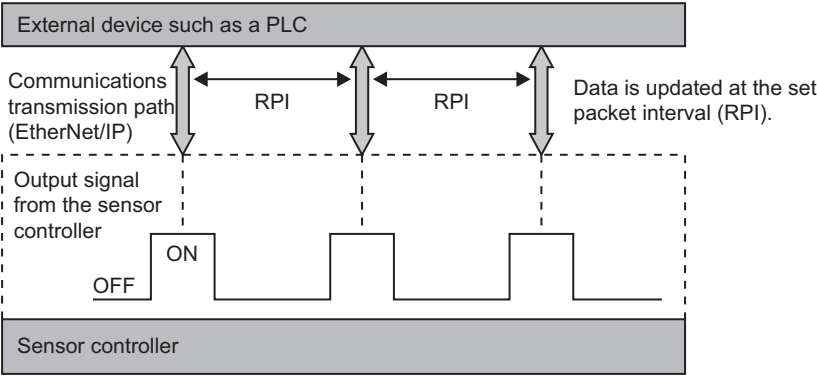 External device such as a PLC
Communications
transmission path
(EtherNet/IP)
RPI
RPI
Data is updated at the set
packet interval (RPI).
Output signal
from the sensor
controller
ON
OFF
Sensor controller